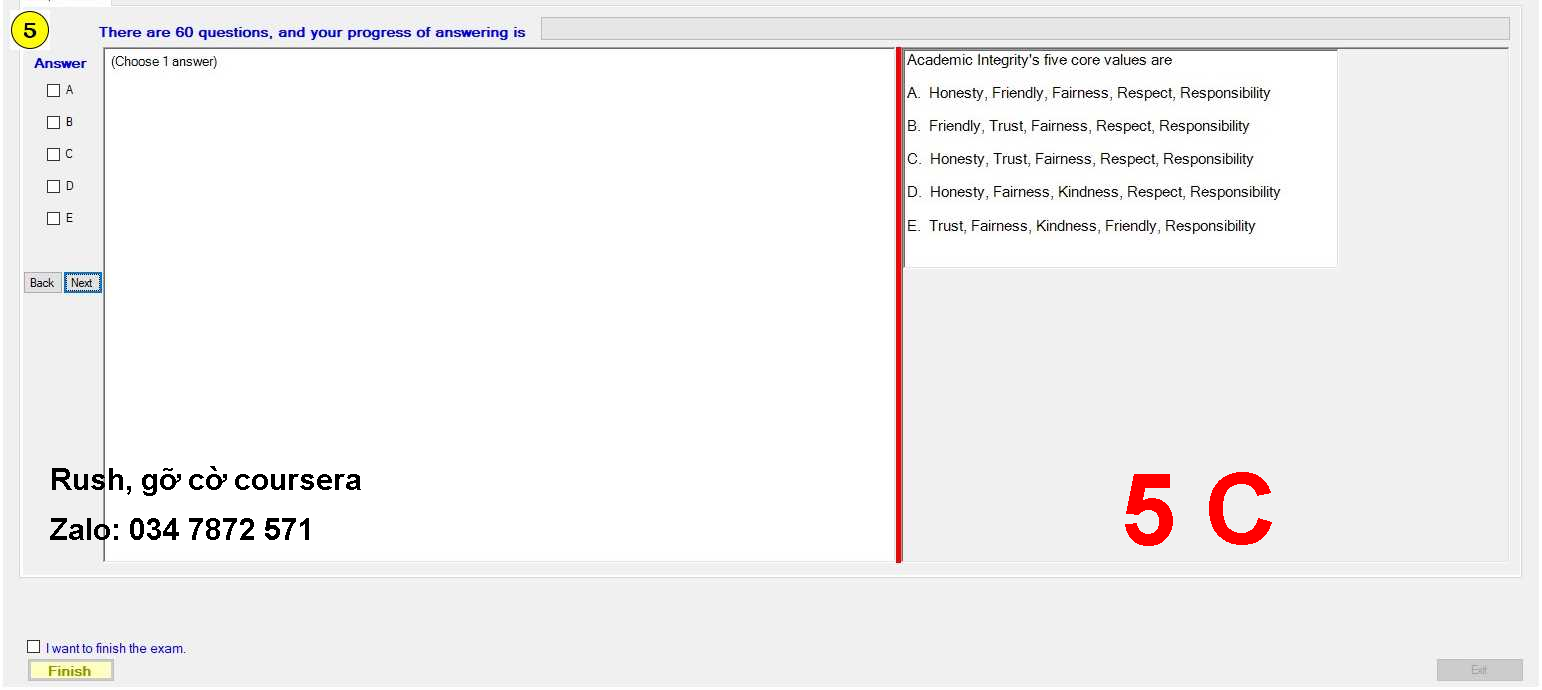 5
There are 60 questions, and your progress of answering is
Answer
(Choose 1 answer)
A
B
C
D
E
Back Next
Academic Integrity's five core values are
A. Honesty, Friendly, Fairness, Respect, Responsibility
B. Friendly, Trust, Fairness, Respect, Responsibility
C. Honesty, Trust, Fairness, Respect, Responsibility
D. Honesty, Fairness, Kindness, Respect, Responsibility
E. Trust, Fairness, Kindness, Friendly, Responsibility
Rush, gỡ cờ coursera
Zalo: 034 7872 571
5 C
I want to finish the exam.
Finish
Exit